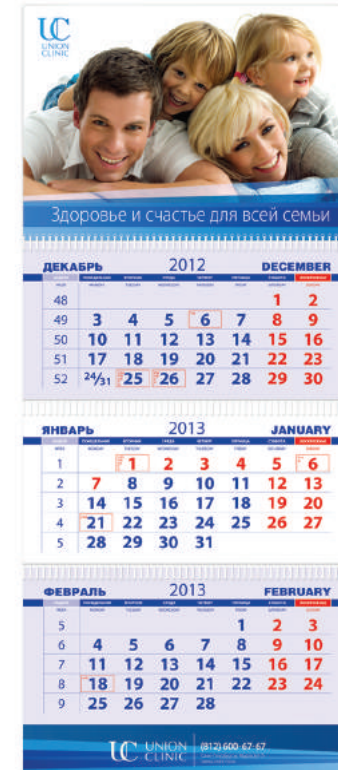 UC
UNION
CLINIC
Здоровье и счастье для всей семьи
ДЕКАБРЬ 2012 DECEMBER
48 1 2
49 3 4 5 6 7 8 9
50 10 11 12 13 14 15 16
51 17 18 19 20 21 22 23
52 24/31 25 26 27 28 29 30
ЯНВАРЬ 2013 JANUARY
1 1 2 3 4 5 6
2 7 8 9 10 11 12 13
3 14 15 16 17 18 19 20
4 21 22 23 24 25 26 27
5 28 29 30 31
ФЕВРАЛЬ 2013 FEBRUARY
5 1 2 3
6 4 5 6 7 8 9 10
7 11 12 13 14 15 16 17
8 18 19 20 21 22 23 24
9 25 26 27 28
UC UNION CLINIC (812) 600-67-67